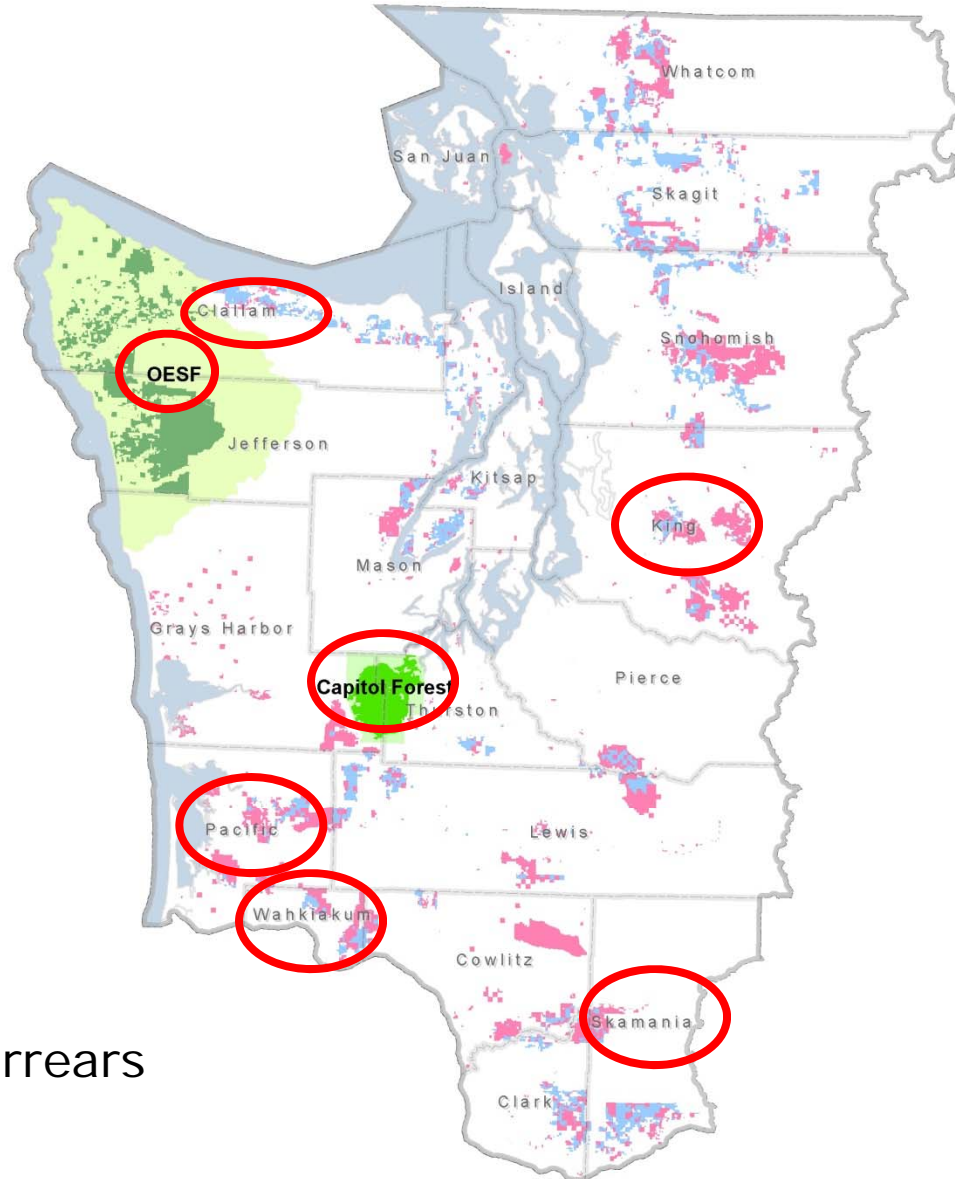 Whatcom
San Juan
Skagit
Island
Clallam
Snohomish
OESF
Jefferson
Kitsap
King
Mason
Grays Harbor
Pierce
Capitol Forest
Thurston
Pacific
Lewis
Wahkiakum
Cowlitz
Skamania
rrears
Clark